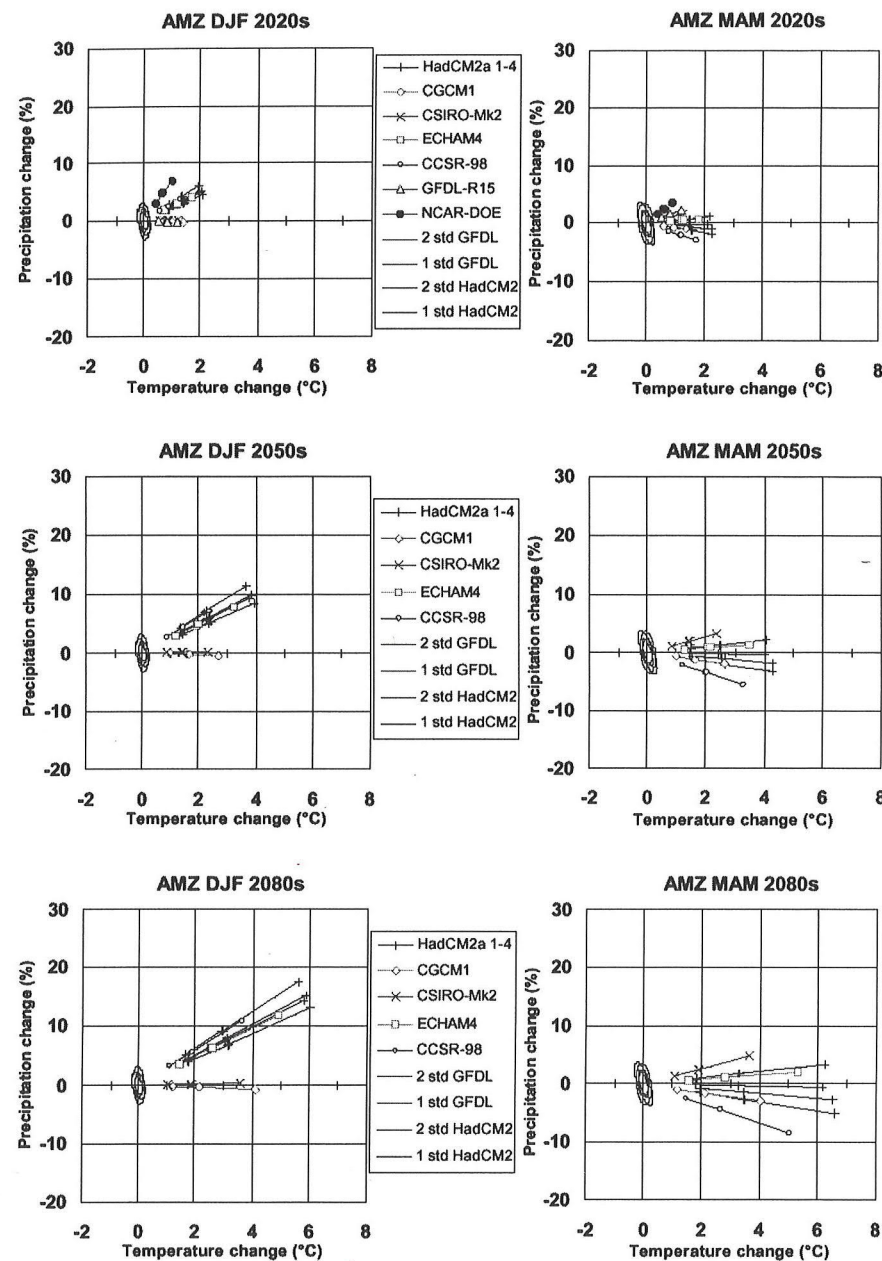 AMZ DJF 2020s
30
20
10
0
-10
-20
Precipitation change (%)
-2 0 2 4 6 8
Temperature change (°C)
HadCM2a 1-4
CGCM1
CSIRO-Mk2
ECHAM4
CCSR-98
GFDL-R15
NCAR-DOE
2 std GFDL
1 std GFDL
2 std HadCM2
1 std HadCM2
AMZ MAM 2020s
30
20
10
0
-10
-20
Precipitation change (%)
-2 0 2 4 6 8
Temperature change (°C)
AMZ DJF 2050s
30
20
10
0
-10
-20
Precipitation change (%)
-2 0 2 4 6 8
Temperature change (°C)
HadCM2a 1-4
CGCM1
CSIRO-Mk2
ECHAM4
CCSR-98
2 std GFDL
1 std GFDL
2 std HadCM2
1 std HadCM2
AMZ MAM 2050s
30
20
10
0
-10
-20
Precipitation change (%)
-2 0 2 4 6 8
Temperature change (°C)
AMZ DJF 2080s
30
20
10
0
-10
-20
Precipitation change (%)
-2 0 2 4 6 8
Temperature change (°C)
HadCM2a 1-4
CGCM1
CSIRO-Mk2
ECHAM4
CCSR-98
2 std GFDL
1 std GFDL
2 std HadCM2
1 std HadCM2
AMZ MAM 2080s
30
20
10
0
-10
-20
Precipitation change (%)
-2 0 2 4 6 8
Temperature change (°C)